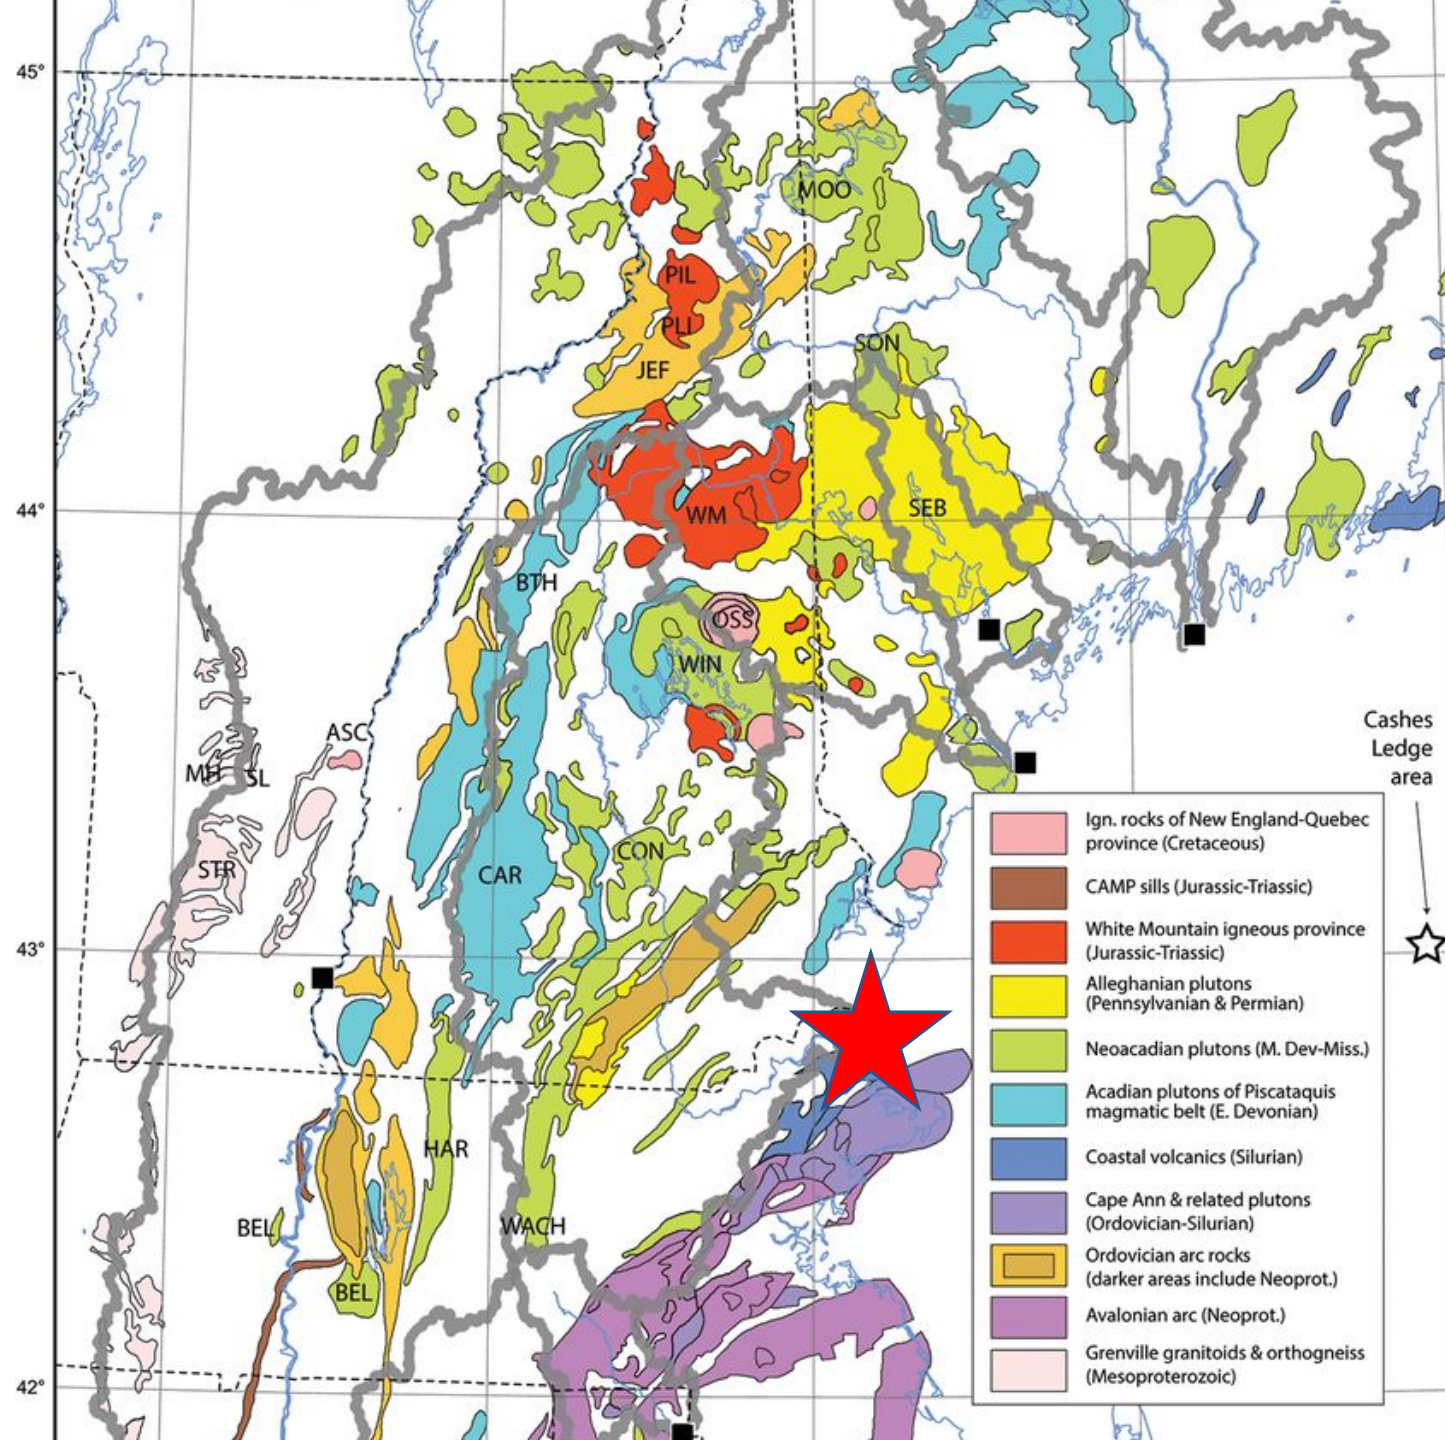 45°
MOO
PIL
PLI
SON
JEF
44°
WM
SEB
BTH
OSS
WIN
ASC
MH
SL
Cashes
Ledge
area
CON
STR
CAR
43°
HAR
BEL
WACH
BEL
42°
Ign. rocks of New England-Quebec
province (Cretaceous)
CAMP sills (Jurassic-Triassic)
White Mountain igneous province
(Jurassic-Triassic)
Alleghanian plutons
(Pennsylvanian & Permian)
Neoacadian plutons (M. Dev-Miss.)
Acadian plutons of Piscataquis
magmatic belt (E. Devonian)
Coastal volcanics (Silurian)
Cape Ann & related plutons
(Ordovician-Silurian)
Ordovician arc rocks
(darker areas include Neoprot.)
Avalonian arc (Neoprot.)
Grenville granitoids & orthogneiss
(Mesoproterozoic)